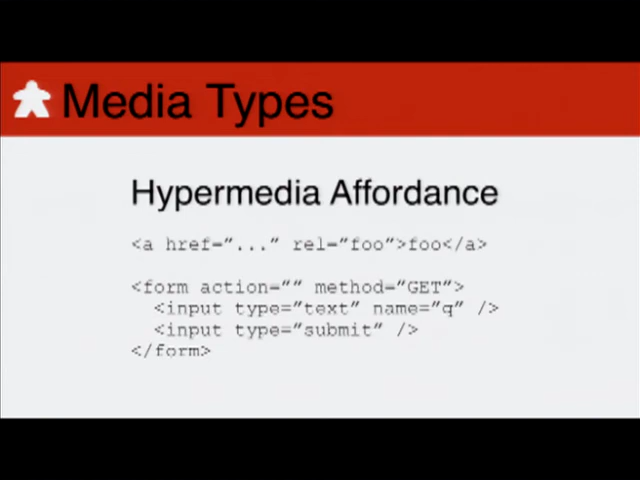 Media Types
Hypermedia Affordance
<a href="..." rel="foo">foo</a>
<form action="" method="GET">
<input type="text" name="q" />
<input type="submit" />
</form>